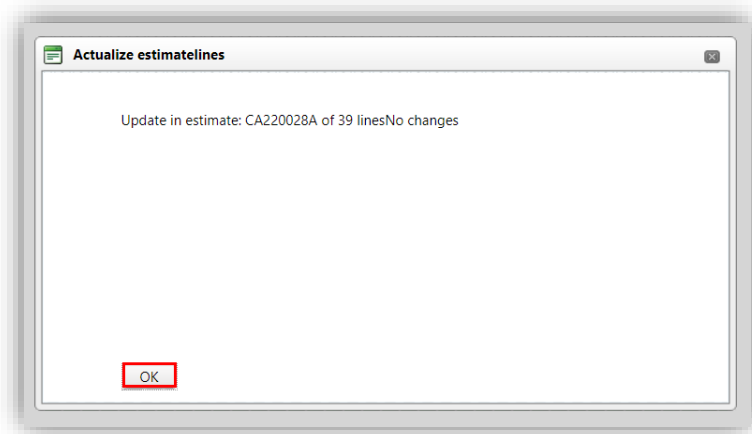 Actualize estimatelines
Update in estimate: CA220028A of 39 linesNo changes
OK